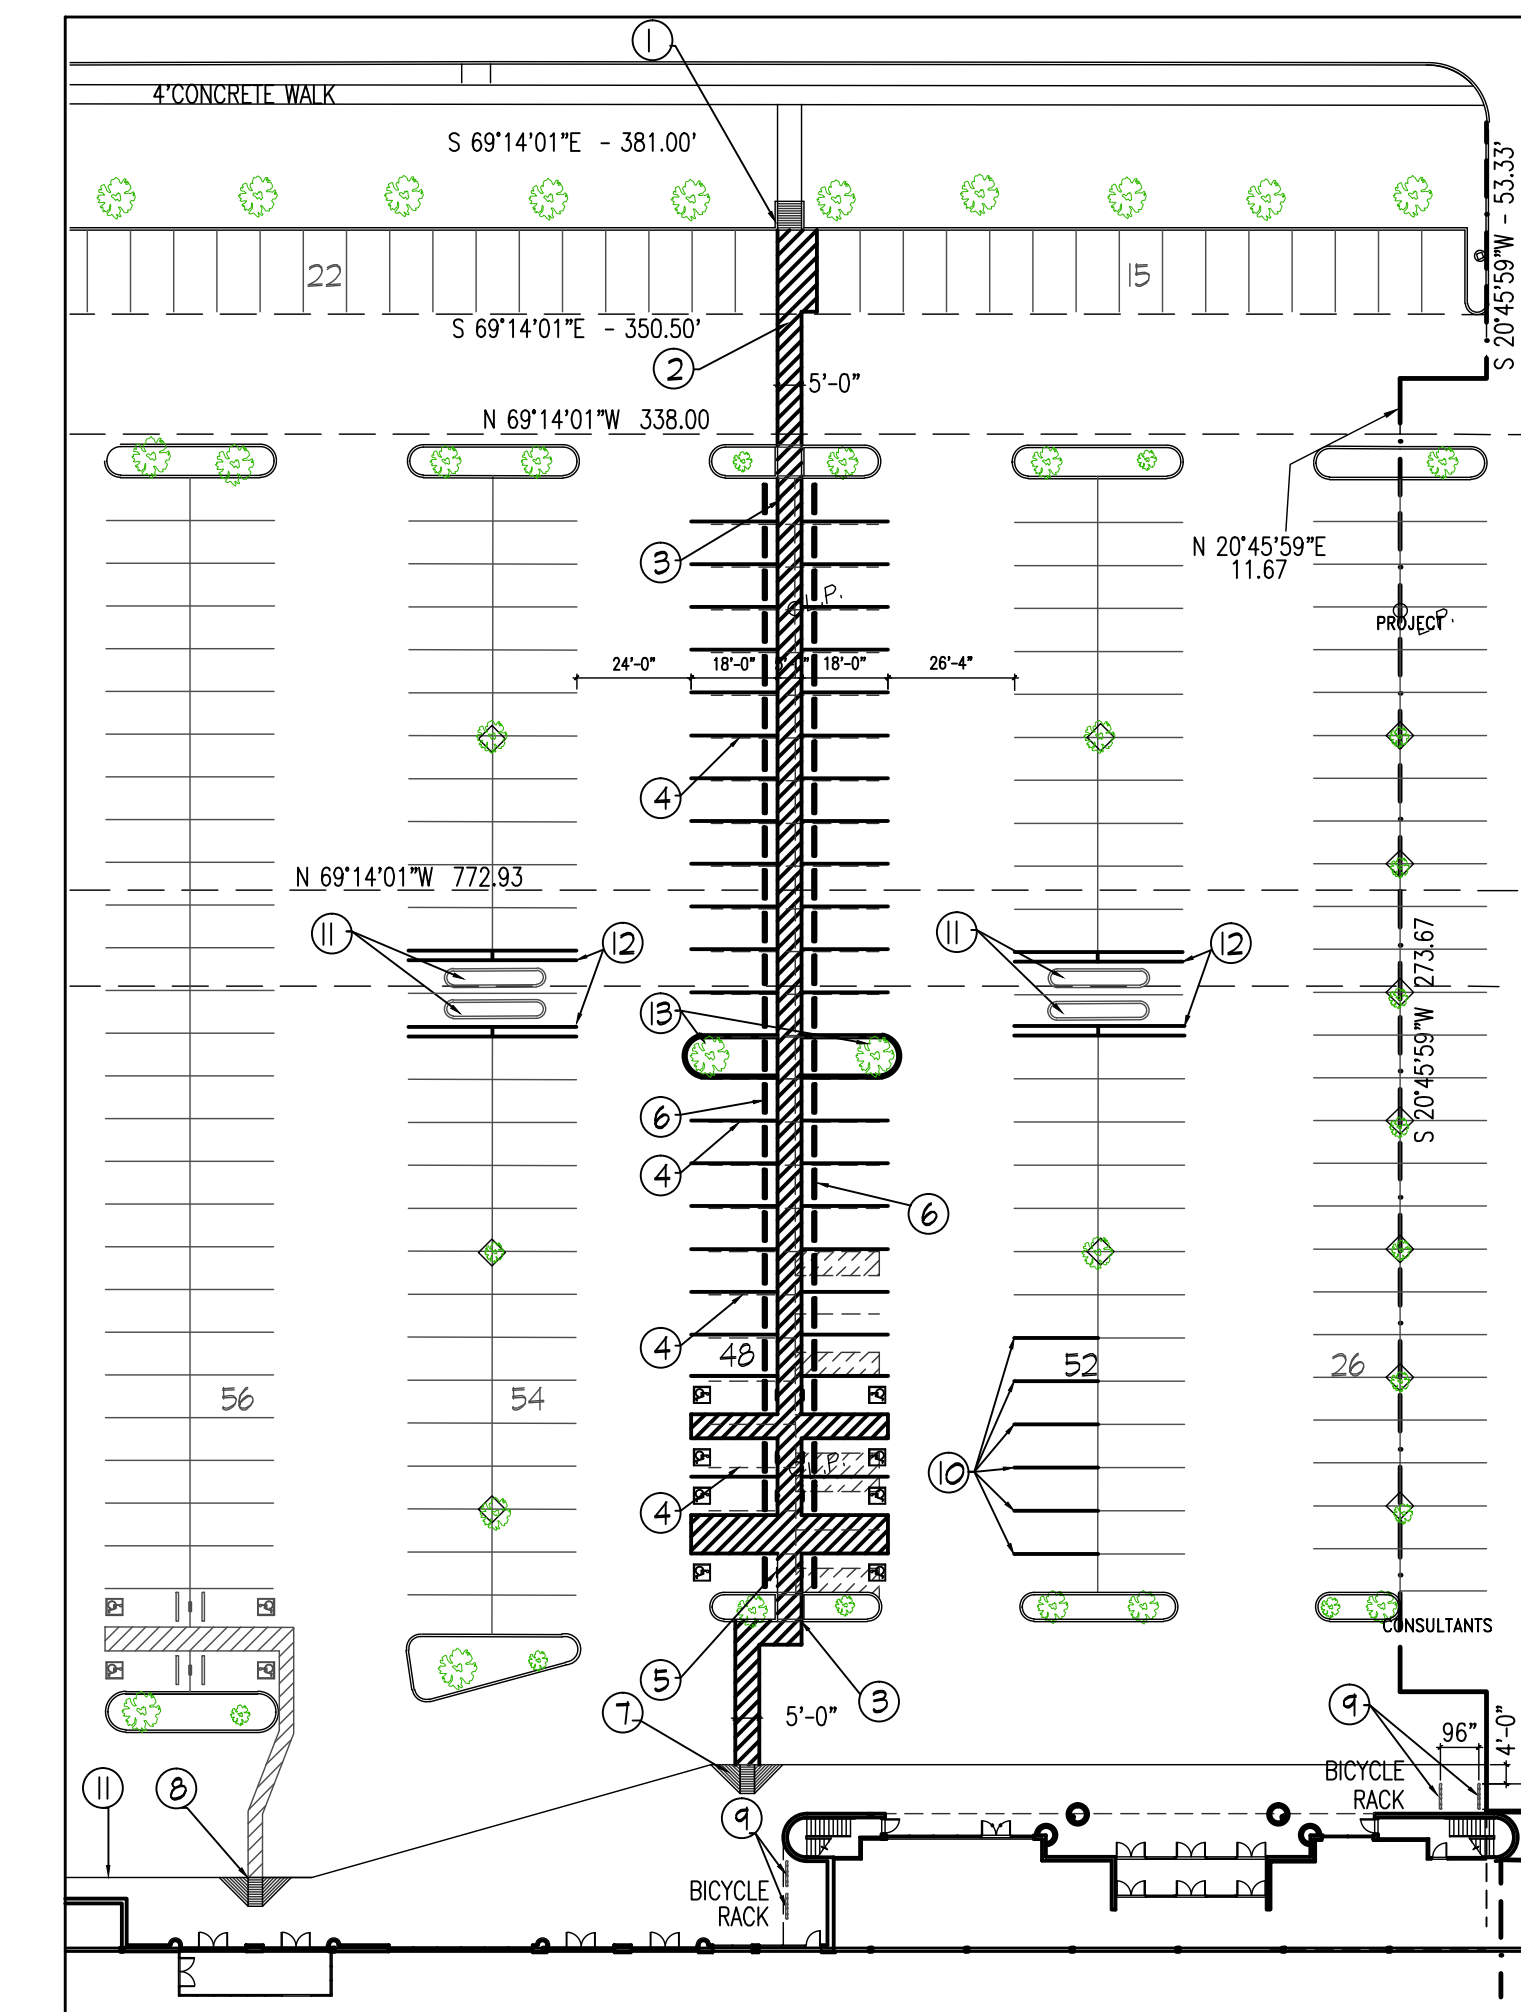 1
4'CONCRETE WALK
S 69°14'01"E - 381.00'
S 20°45'59"W - 53.33'
22
15
S 69°14'01"E - 350.50'
2
5'-0"
N 69°14'01"W 338.00
3
N 20°45'59"E
11.67
L.P.
PROJECT
L.P.
24'-0"
18'-0"
5'-0"
18'-0"
26'-4"
4
N 69°14'01"W 772.93
11
12
11
12
S 20°45'59"W 273.67
13
6
4
6
4
48
52
26
56
54
10
L.P.
4
CONSULTANTS
5
3
7
5'-0"
9
96"
4'-0"
BICYCLE
RACK
11
8
9
BICYCLE
RACK